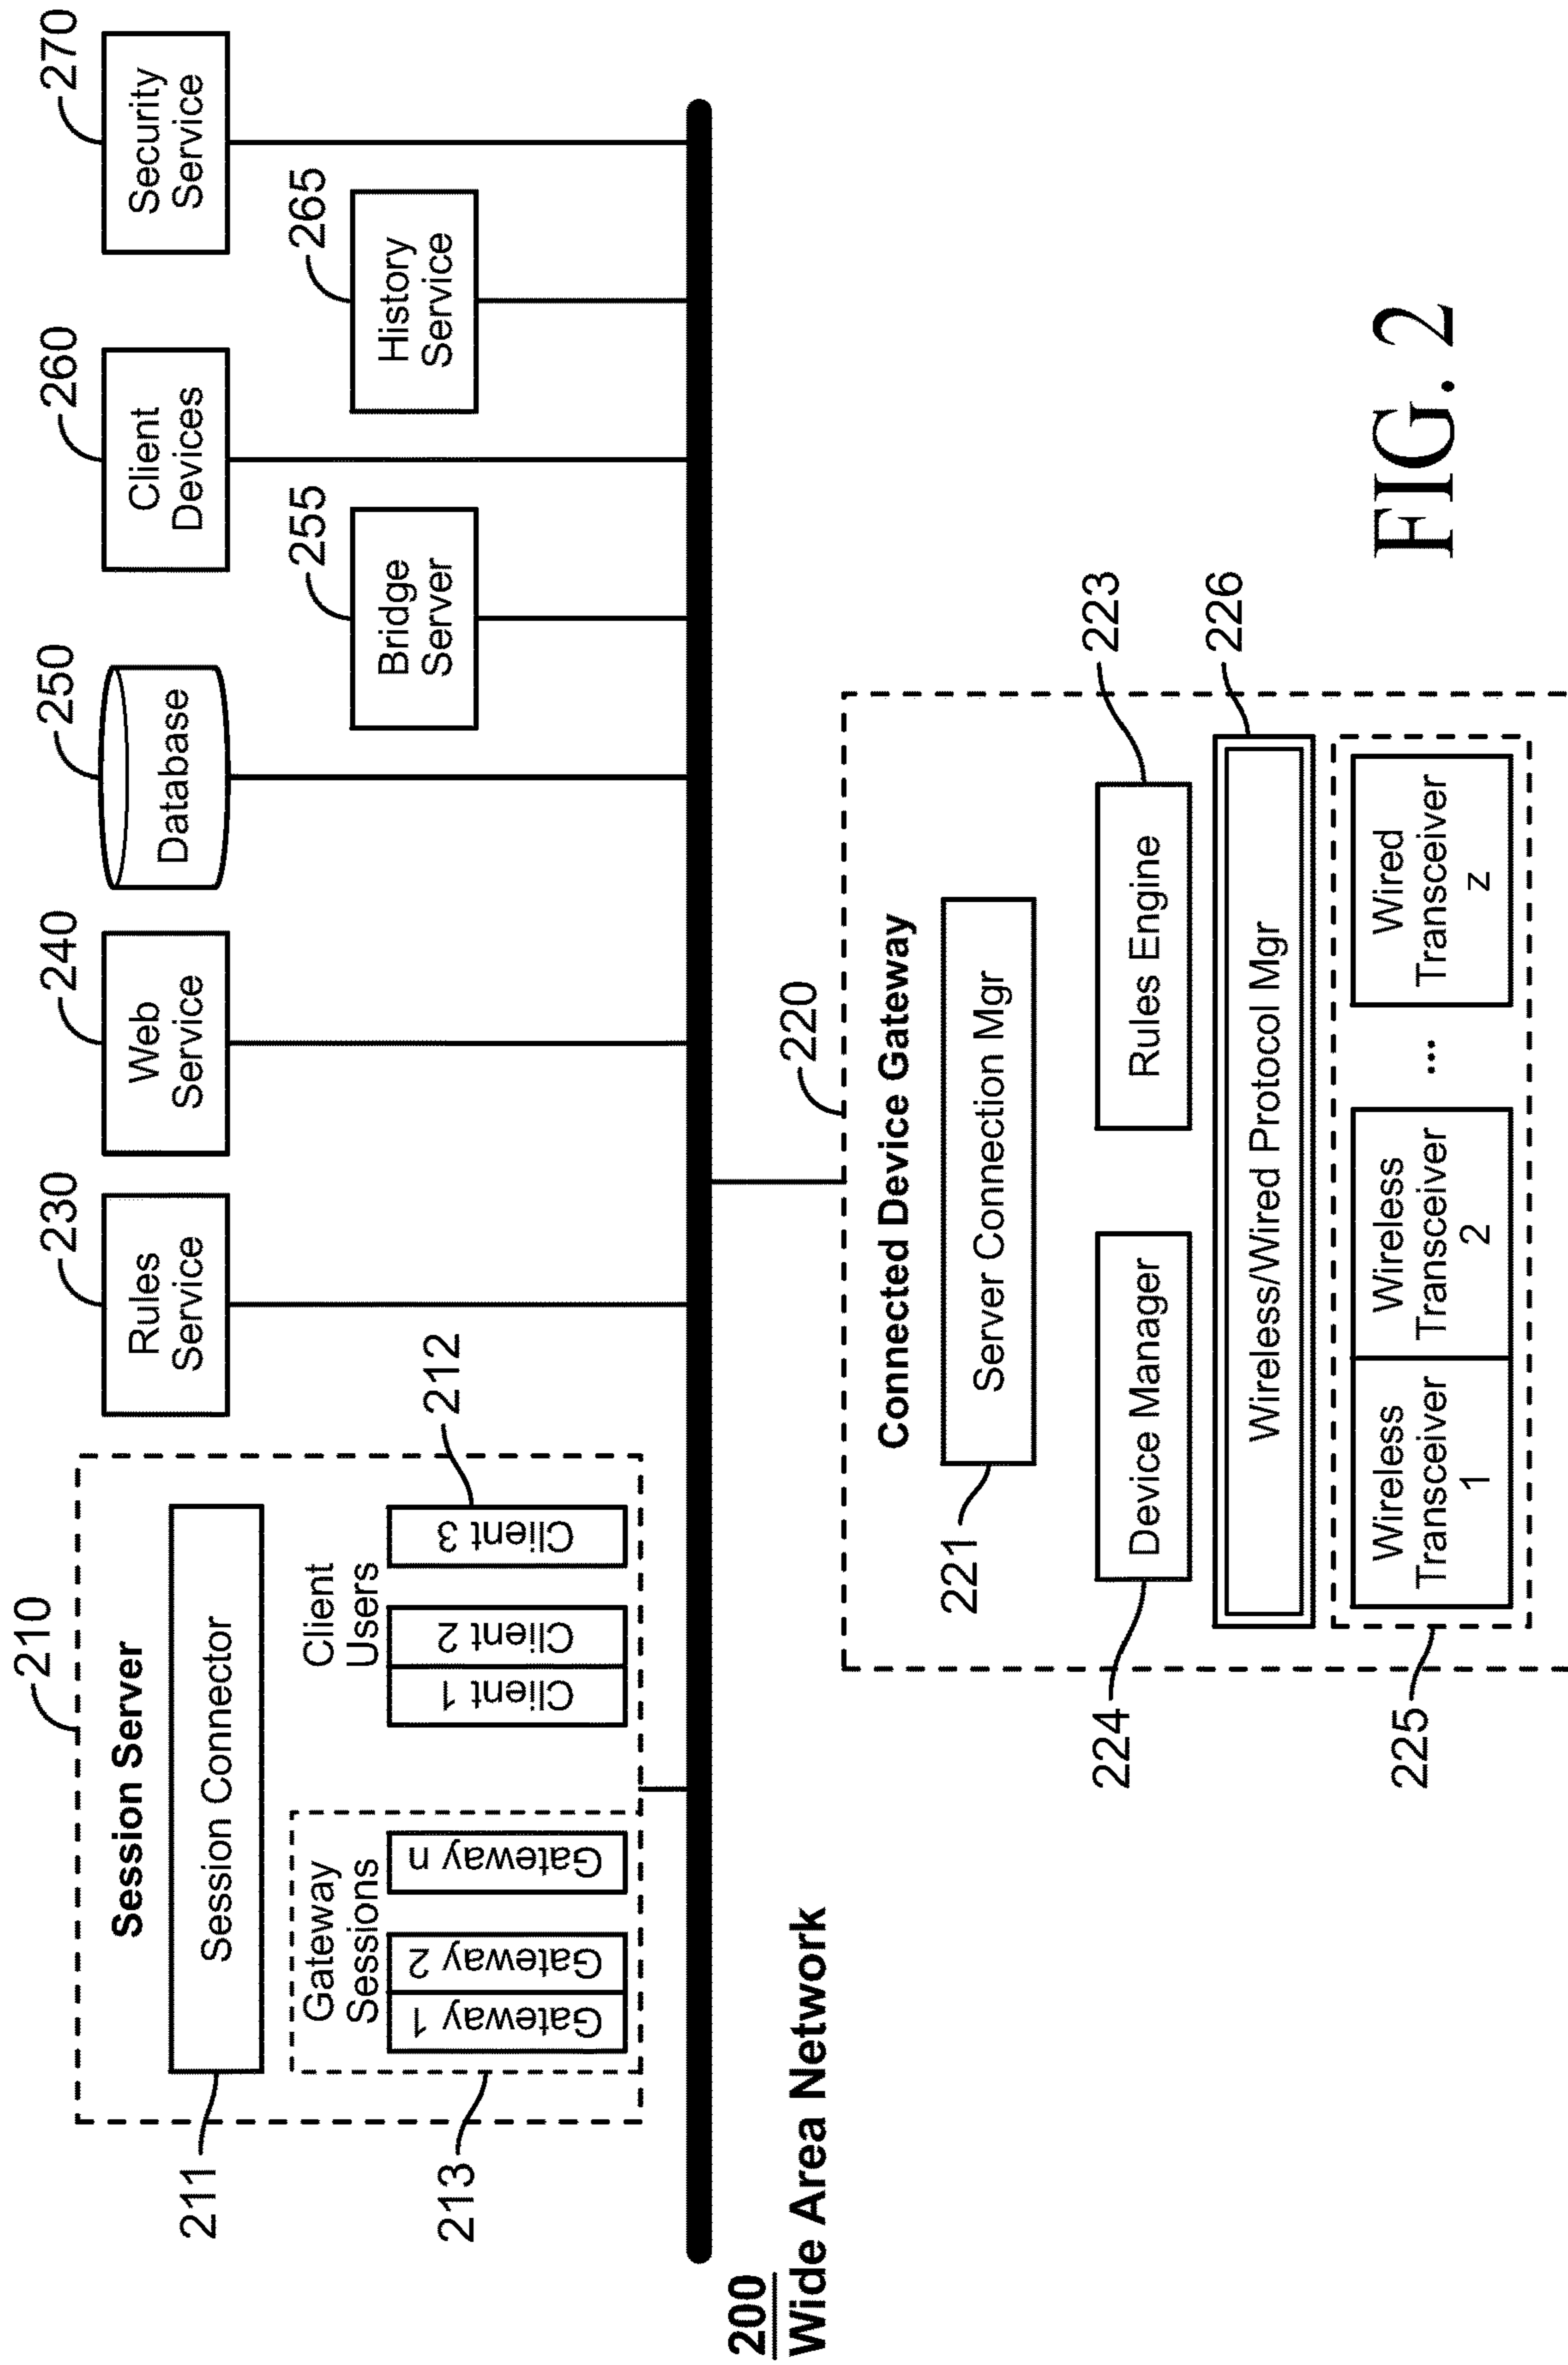 210
Session Server
211
Session Connector
Gateway
Sessions
213
Gateway 1
Gateway 2
Gateway n
Client
Users
212
Client 1
Client 2
Client 3
230
Rules
Service
240
Web
Service
250
Database
255
Bridge
Server
260
Client
Devices
265
History
Service
270
Security
Service
200
Wide Area Network
220
Connected Device Gateway
221
Server Connection Mgr
224
Device Manager
223
Rules Engine
226
Wireless/Wired Protocol Mgr
225
Wireless
Transceiver
1
Wireless
Transceiver
2
...
Wired
Transceiver
z
FIG. 2